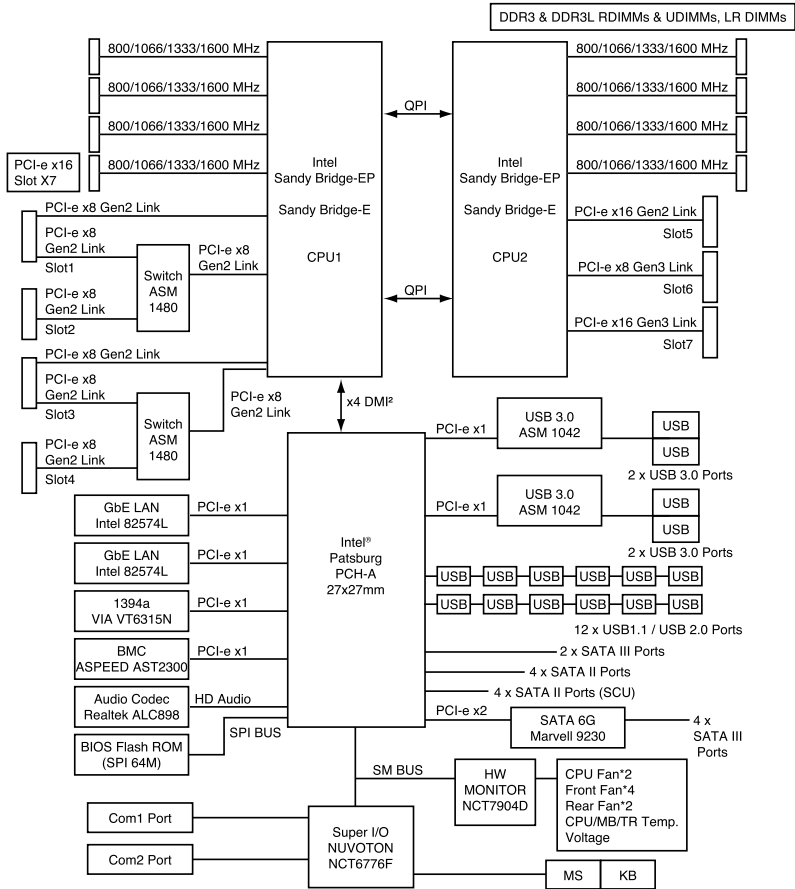 DDR3 & DDR3L RDIMMs & UDIMMs, LR DIMMs
800/1066/1333/1600 MHz
800/1066/1333/1600 MHz
800/1066/1333/1600 MHz
800/1066/1333/1600 MHz
PCI-e x16
Slot X7
PCI-e x8 Gen2 Link
PCI-e x8
Gen2 Link
Slot1
PCI-e x8
Gen2 Link
Slot2
Switch
ASM
1480
PCI-e x8
Gen2 Link
PCI-e x8 Gen2 Link
PCI-e x8
Gen2 Link
Slot3
PCI-e x8
Gen2 Link
Slot4
Switch
ASM
1480
PCI-e x8
Gen2 Link
Intel
Sandy Bridge-EP
Sandy Bridge-E
CPU1
QPI
QPI
Intel
Sandy Bridge-EP
Sandy Bridge-E
CPU2
800/1066/1333/1600 MHz
800/1066/1333/1600 MHz
800/1066/1333/1600 MHz
800/1066/1333/1600 MHz
PCI-e x16 Gen2 Link
Slot5
PCI-e x8 Gen3 Link
Slot6
PCI-e x16 Gen3 Link
Slot7
x4 DMI²
Intel®
Patsburg
PCH-A
27x27mm
GbE LAN
Intel 82574L
PCI-e x1
GbE LAN
Intel 82574L
PCI-e x1
1394a
VIA VT6315N
PCI-e x1
BMC
ASPEED AST2300
PCI-e x1
Audio Codec
Realtek ALC898
HD Audio
BIOS Flash ROM
(SPI 64M)
SPI BUS
PCI-e x1
USB 3.0
ASM 1042
USB
USB
2 x USB 3.0 Ports
PCI-e x1
USB 3.0
ASM 1042
USB
USB
2 x USB 3.0 Ports
USB USB USB USB USB USB
USB USB USB USB USB USB
12 x USB1.1 / USB 2.0 Ports
2 x SATA III Ports
4 x SATA II Ports
4 x SATA II Ports (SCU)
PCI-e x2
SATA 6G
Marvell 9230
4 x
SATA III
Ports
SM BUS
HW
MONITOR
NCT7904D
CPU Fan*2
Front Fan*4
Rear Fan*2
CPU/MB/TR Temp.
Voltage
Com1 Port
Com2 Port
Super I/O
NUVOTON
NCT6776F
MS
KB